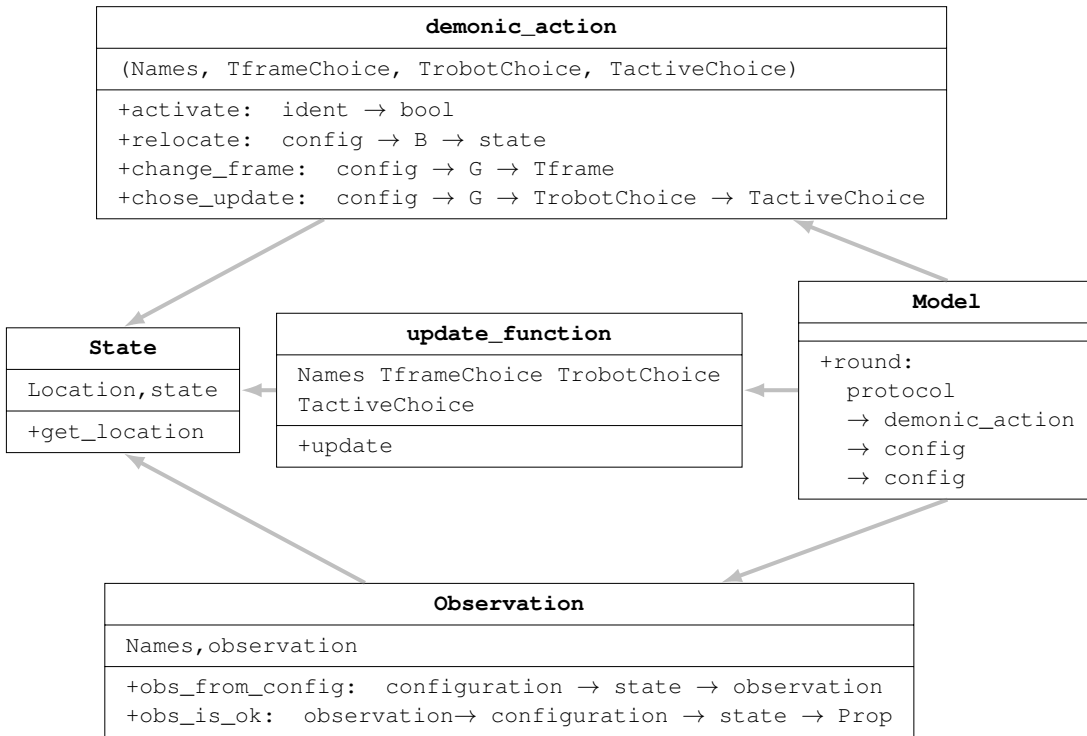 demonic_action
(Names, TframeChoice, TrobotChoice, TactiveChoice)
+activate: ident → bool
+relocate: config → B → state
+change_frame: config → G → Tframe
+chose_update: config → G → TrobotChoice → TactiveChoice
State
Location,state
+get_location
update_function
Names TframeChoice TrobotChoice
TactiveChoice
+update
Model
+round:
protocol
→ demonic_action
→ config
→ config
Observation
Names,observation
+obs_from_config: configuration → state → observation
+obs_is_ok: observation→ configuration → state → Prop